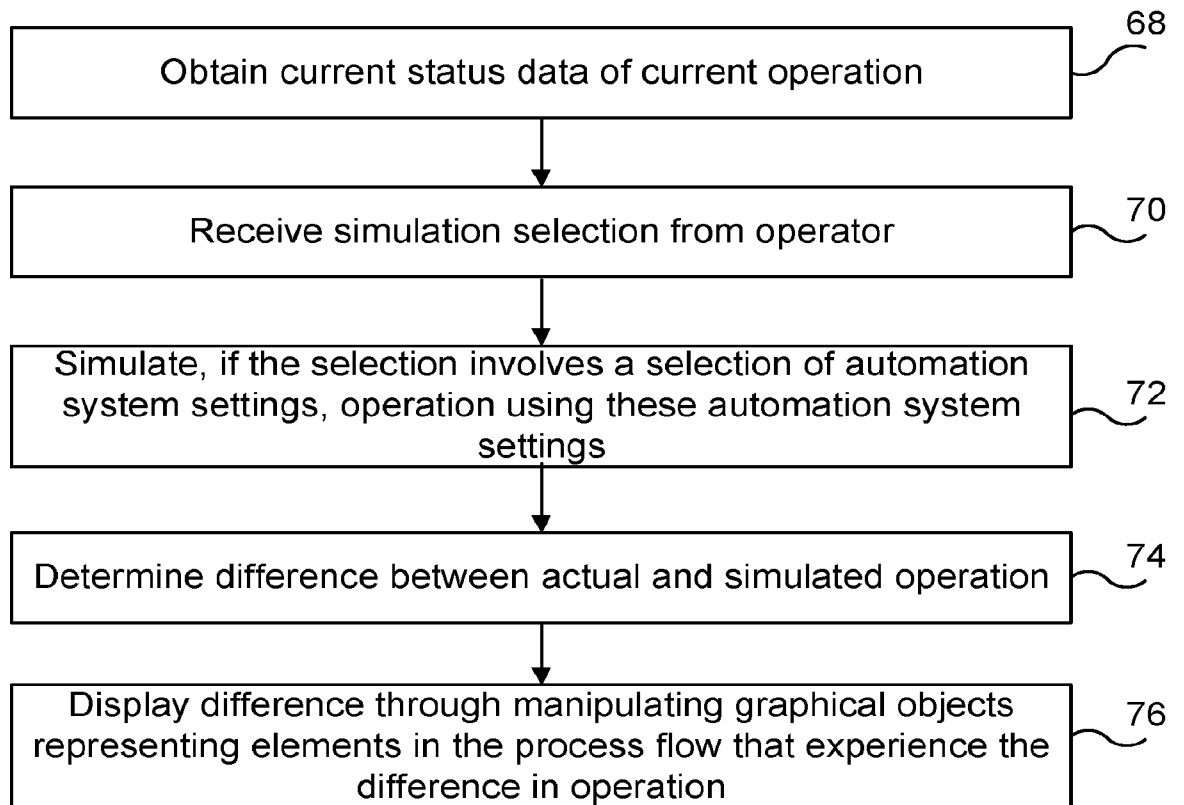 68
Obtain current status data of current operation
70
Receive simulation selection from operator
Simulate, if the selection involves a selection of automation
system settings, operation using these automation system
settings
72
74
Determine difference between actual and simulated operation
Display difference through manipulating graphical objects
representing elements in the process flow that experience the
difference in operation
76